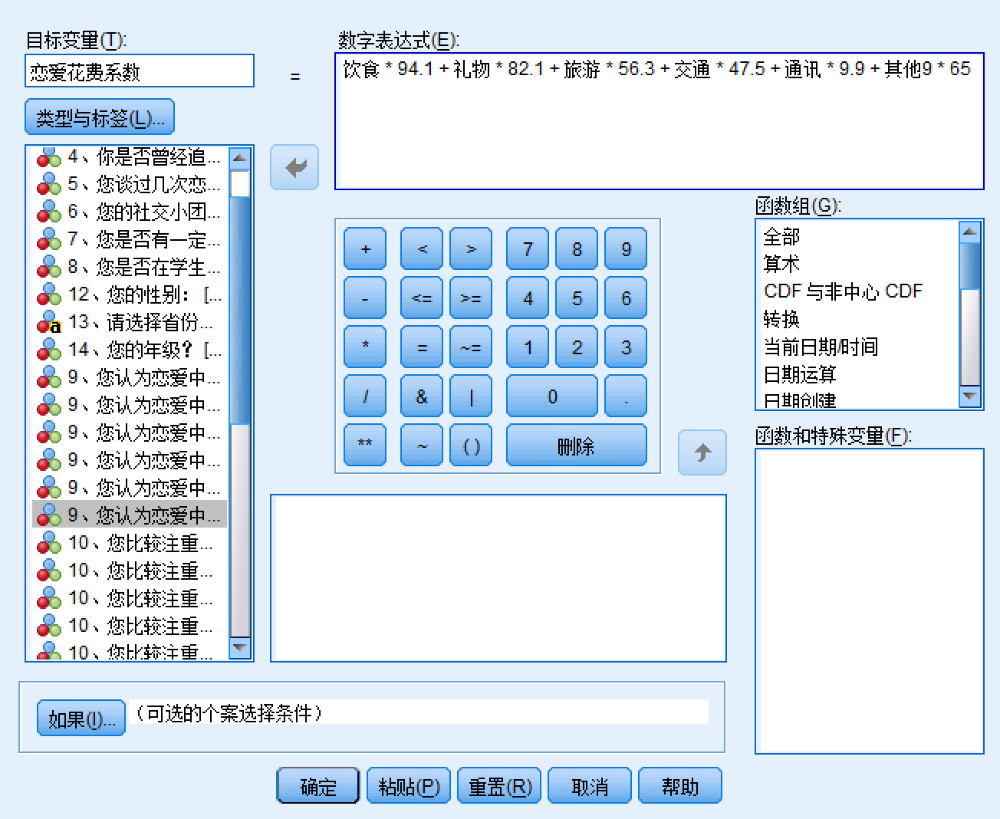 目标变量(T):
恋爱花费系数
=
数字表达式(E):
饮食 * 94.1 + 礼物 * 82.1 + 旅游 * 56.3 + 交通 * 47.5 + 通讯 * 9.9 + 其他9 * 65
类型与标签(L)...
4、你是否曾经追...
5、您谈过几次恋...
6、您的社交小团...
7、您是否有一定...
8、您是否在学生...
12、您的性别： [...
13、请选择省份...
14、您的年级？ [...
9、您认为恋爱中...
9、您认为恋爱中...
9、您认为恋爱中...
9、您认为恋爱中...
9、您认为恋爱中...
9、您认为恋爱中...
10、您比较注重...
10、您比较注重...
10、您比较注重...
10、您比较注重...
10、您比较注重...
+ < > 7 8 9
- <= >= 4 5 6
* = ~= 1 2 3
/ & | 0 .
** ~ ( ) 删除
函数组(G):
全部
算术
CDF 与非中心 CDF
转换
当前日期/时间
日期运算
日期创建
函数和特殊变量(F):
如果(I)... （可选的个案选择条件）
确定 粘贴(P) 重置(R) 取消 帮助